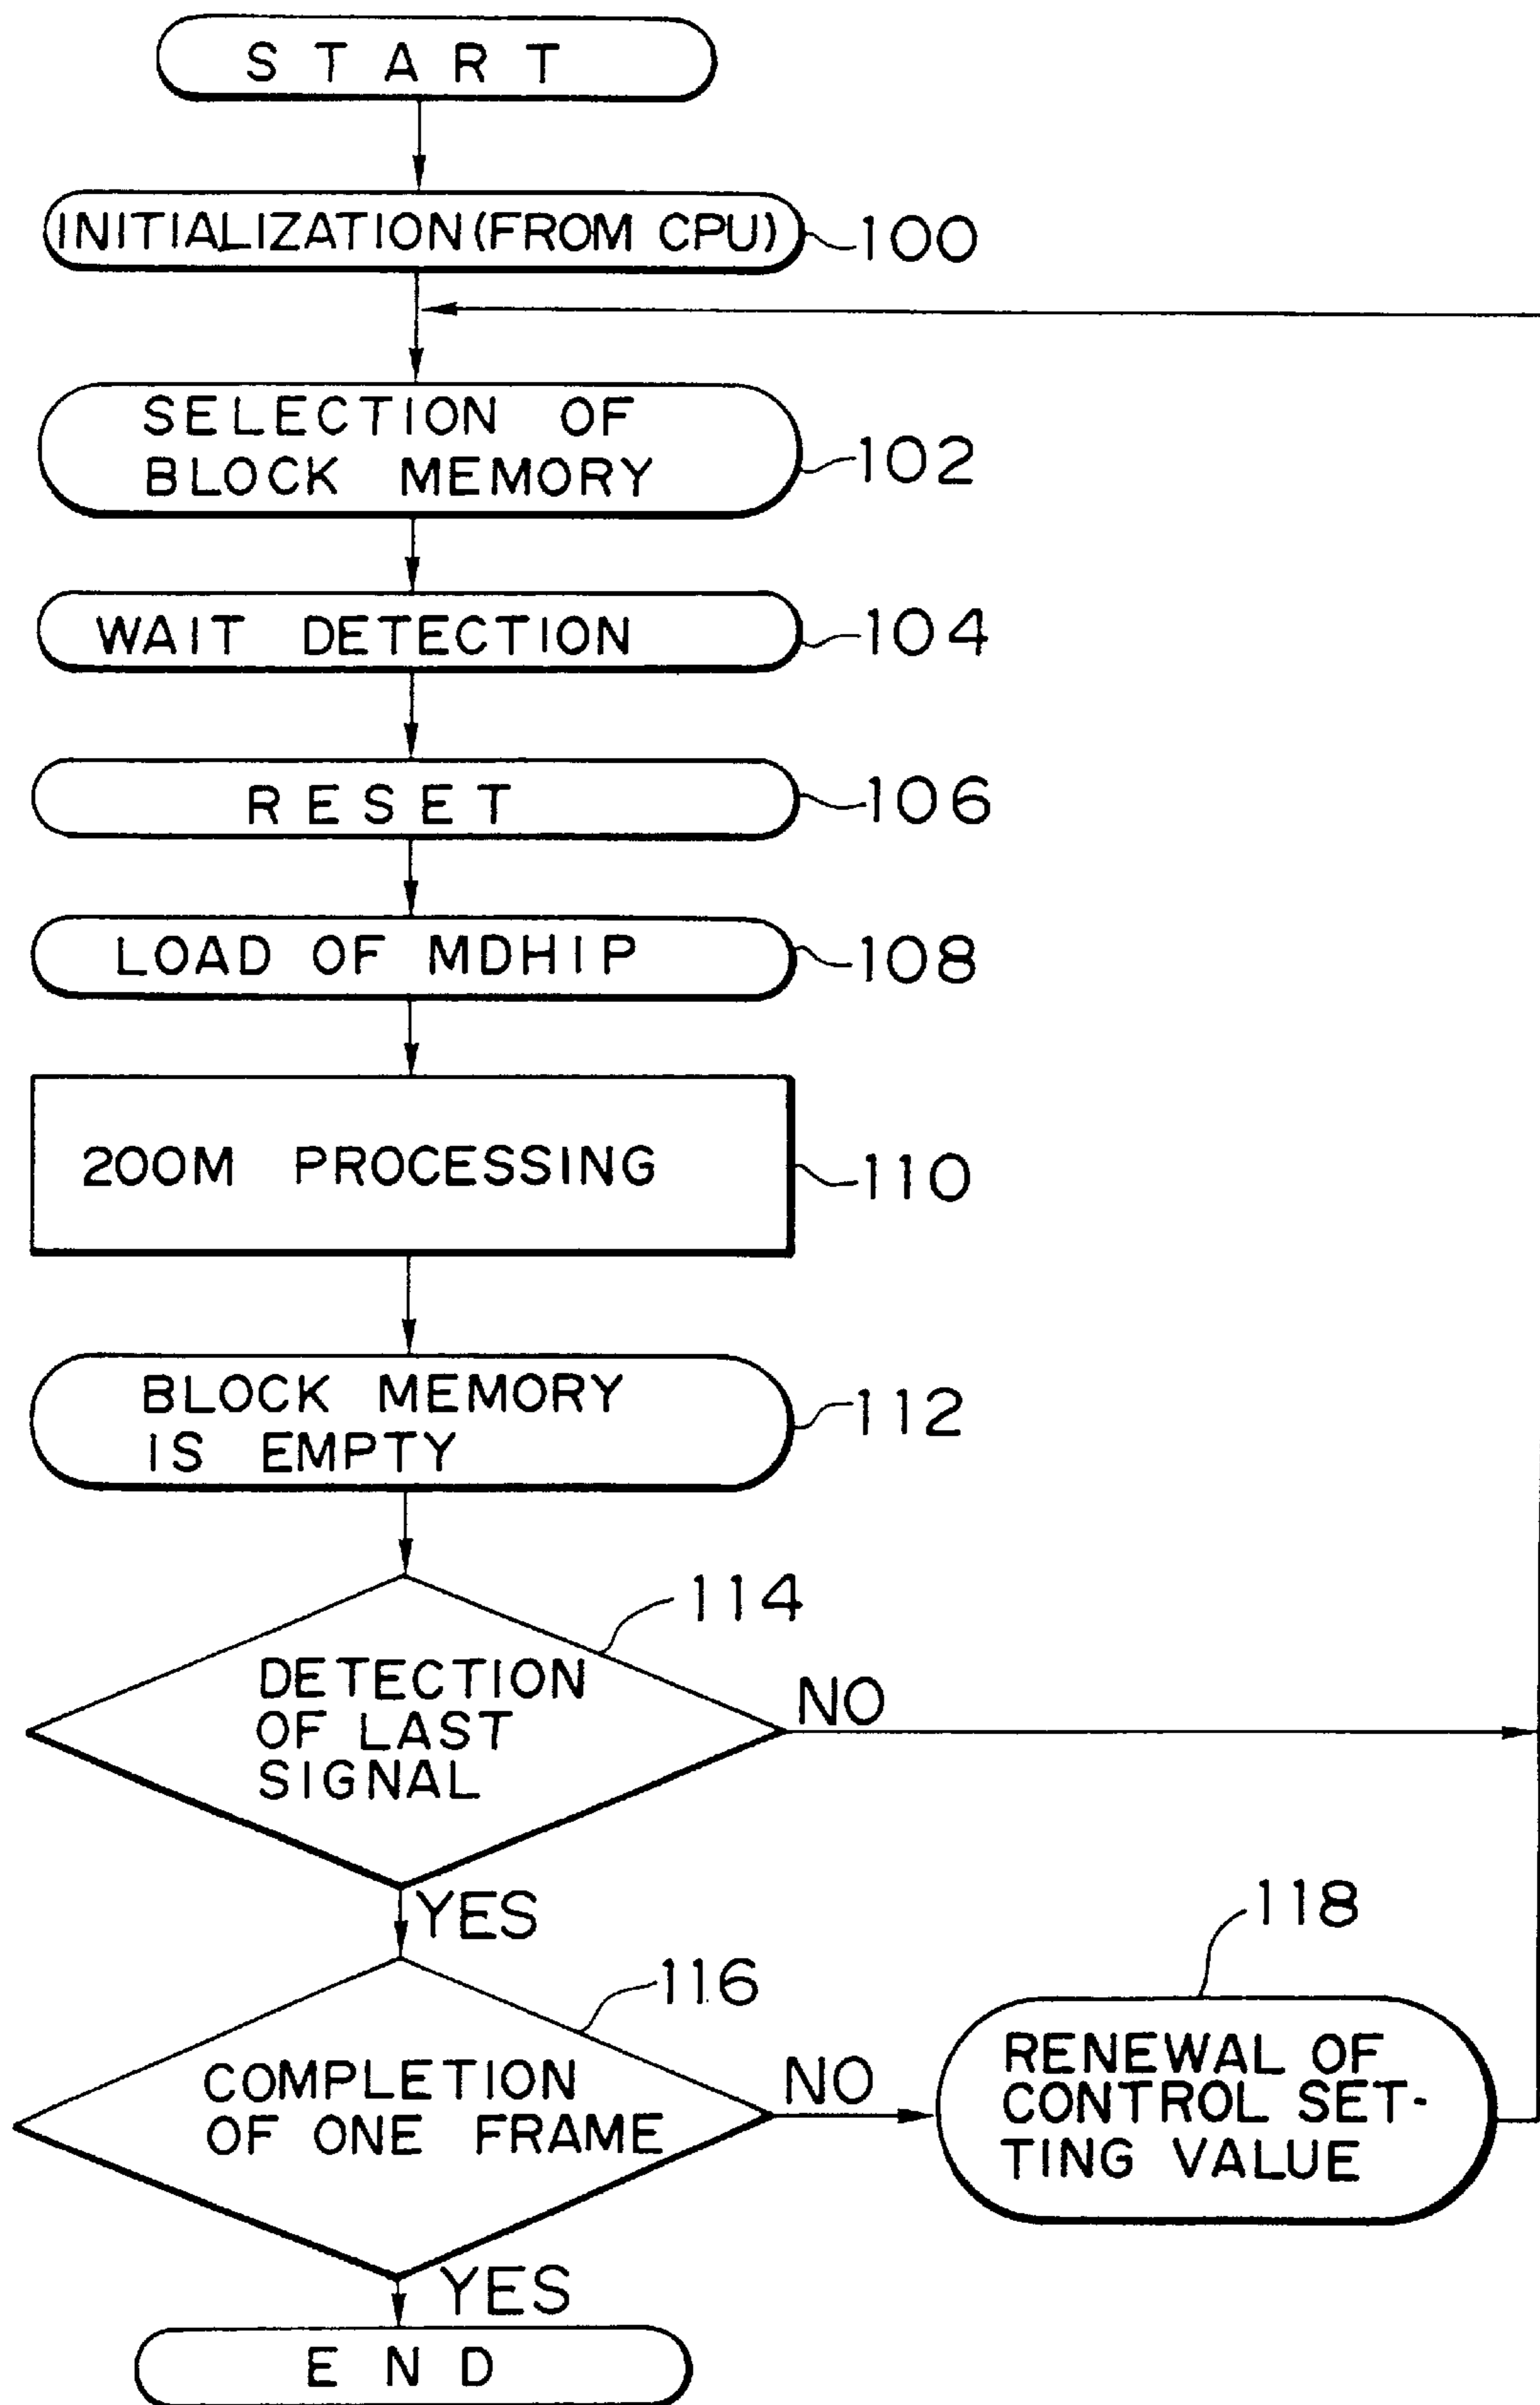 START
INITIALIZATION (FROM CPU)
100
SELECTION OF
BLOCK MEMORY
102
WAIT DETECTION
104
RESET
106
LOAD OF MDHIP
108
200M PROCESSING
110
BLOCK MEMORY
IS EMPTY
112
114
DETECTION
OF LAST
SIGNAL
NO
YES
116
COMPLETION
OF ONE FRAME
NO
118
RENEWAL OF
CONTROL SET-
TING VALUE
YES
END